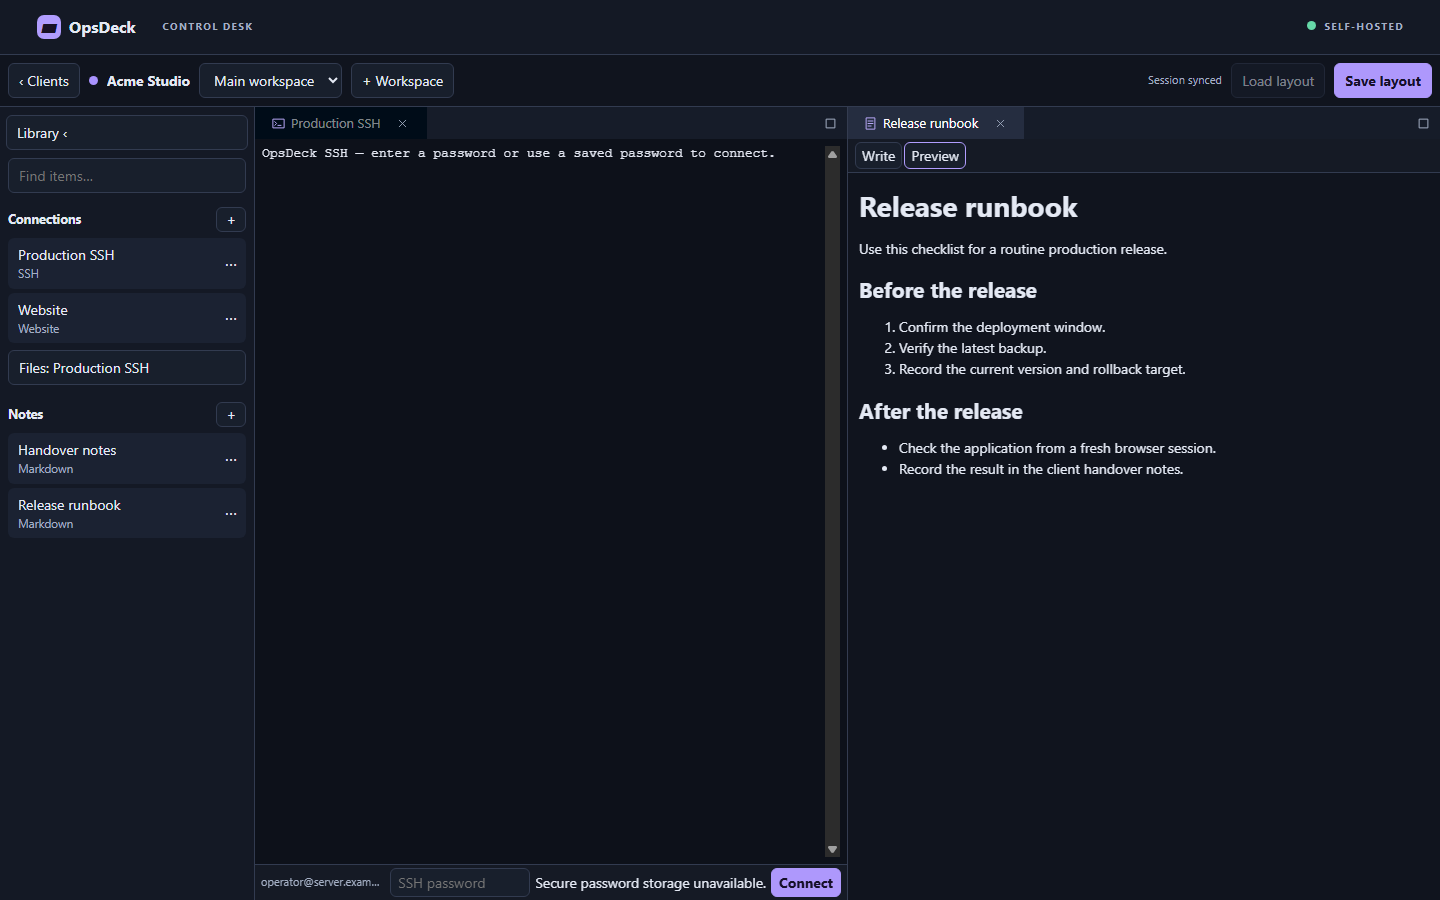 OpsDeck
CONTROL DESK
SELF-HOSTED
‹ Clients
Acme Studio
Main workspace
+ Workspace
Session synced
Load layout
Save layout
Library ‹
Find items...
Connections
+
Production SSH
SSH
...
Website
Website
...
Files: Production SSH
Notes
+
Handover notes
Markdown
...
Release runbook
Markdown
...
Production SSH
OpsDeck SSH — enter a password or use a saved password to connect.
operator@server.exam...
SSH password
Secure password storage unavailable.
Connect
Release runbook
Write
Preview
Release runbook
Use this checklist for a routine production release.
Before the release
1. Confirm the deployment window.
2. Verify the latest backup.
3. Record the current version and rollback target.
After the release
• Check the application from a fresh browser session.
• Record the result in the client handover notes.